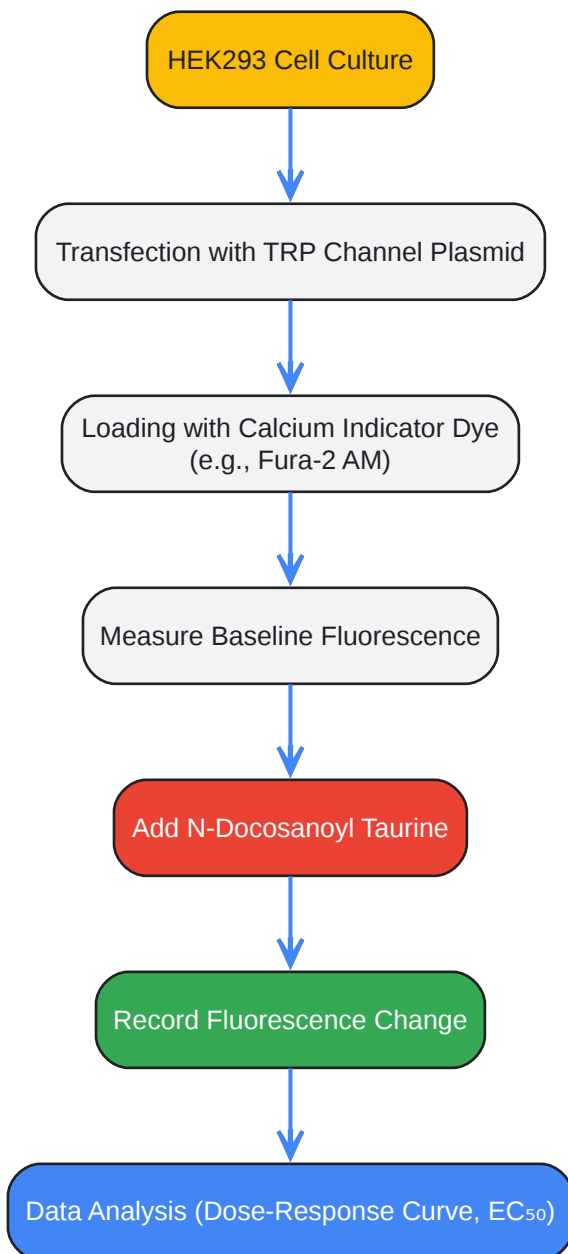 HEK293 Cell Culture
Transfection with TRP Channel Plasmid
Loading with Calcium Indicator Dye
(e.g., Fura-2 AM)
Measure Baseline Fluorescence
Add N-Docosanoyl Taurine
Record Fluorescence Change
Data Analysis (Dose-Response Curve, EC₅₀)